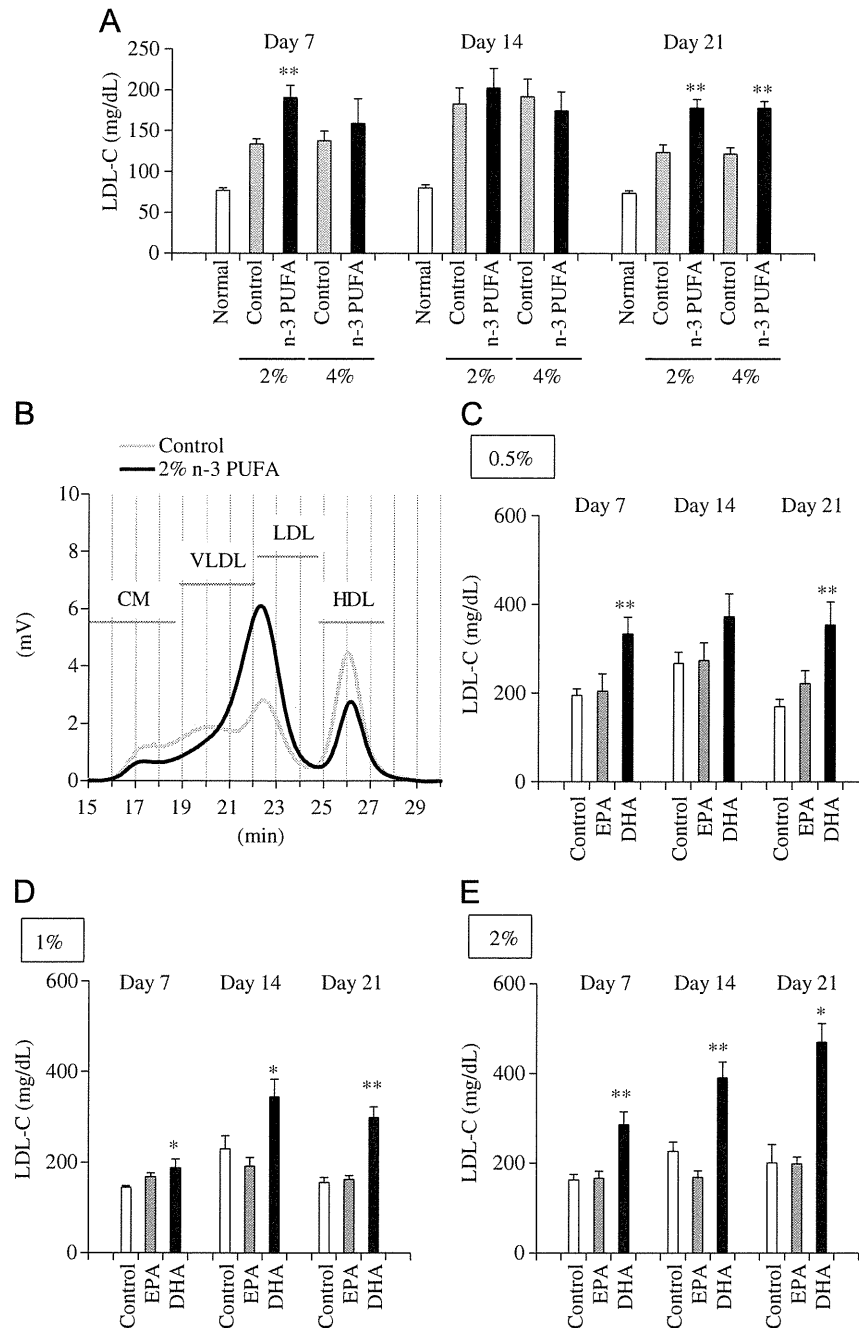 A
Day 7 Day 14 Day 21
LDL-C (mg/dL)
250
200
150
100
50
0
** ** **
Normal Control n-3 PUFA Control n-3 PUFA Normal Control n-3 PUFA Control n-3 PUFA Normal Control n-3 PUFA Control n-3 PUFA
2% 4% 2% 4% 2% 4%
B
Control
2% n-3 PUFA
(mV)
10
8
6
4
2
0
CM VLDL LDL HDL
15 17 19 21 23 25 27
(min)
C
0.5%
Day 7 Day 14 Day 21
LDL-C (mg/dL)
600
400
200
0
** **
Control EPA DHA Control EPA DHA Control EPA DHA
D
1%
Day 7 Day 14 Day 21
LDL-C (mg/dL)
600
400
200
0
* * **
Control EPA DHA Control EPA DHA Control EPA DHA
E
2%
Day 7 Day 14 Day 21
LDL-C (mg/dL)
600
400
200
0
** ** *
Control EPA DHA Control EPA DHA Control EPA DHA